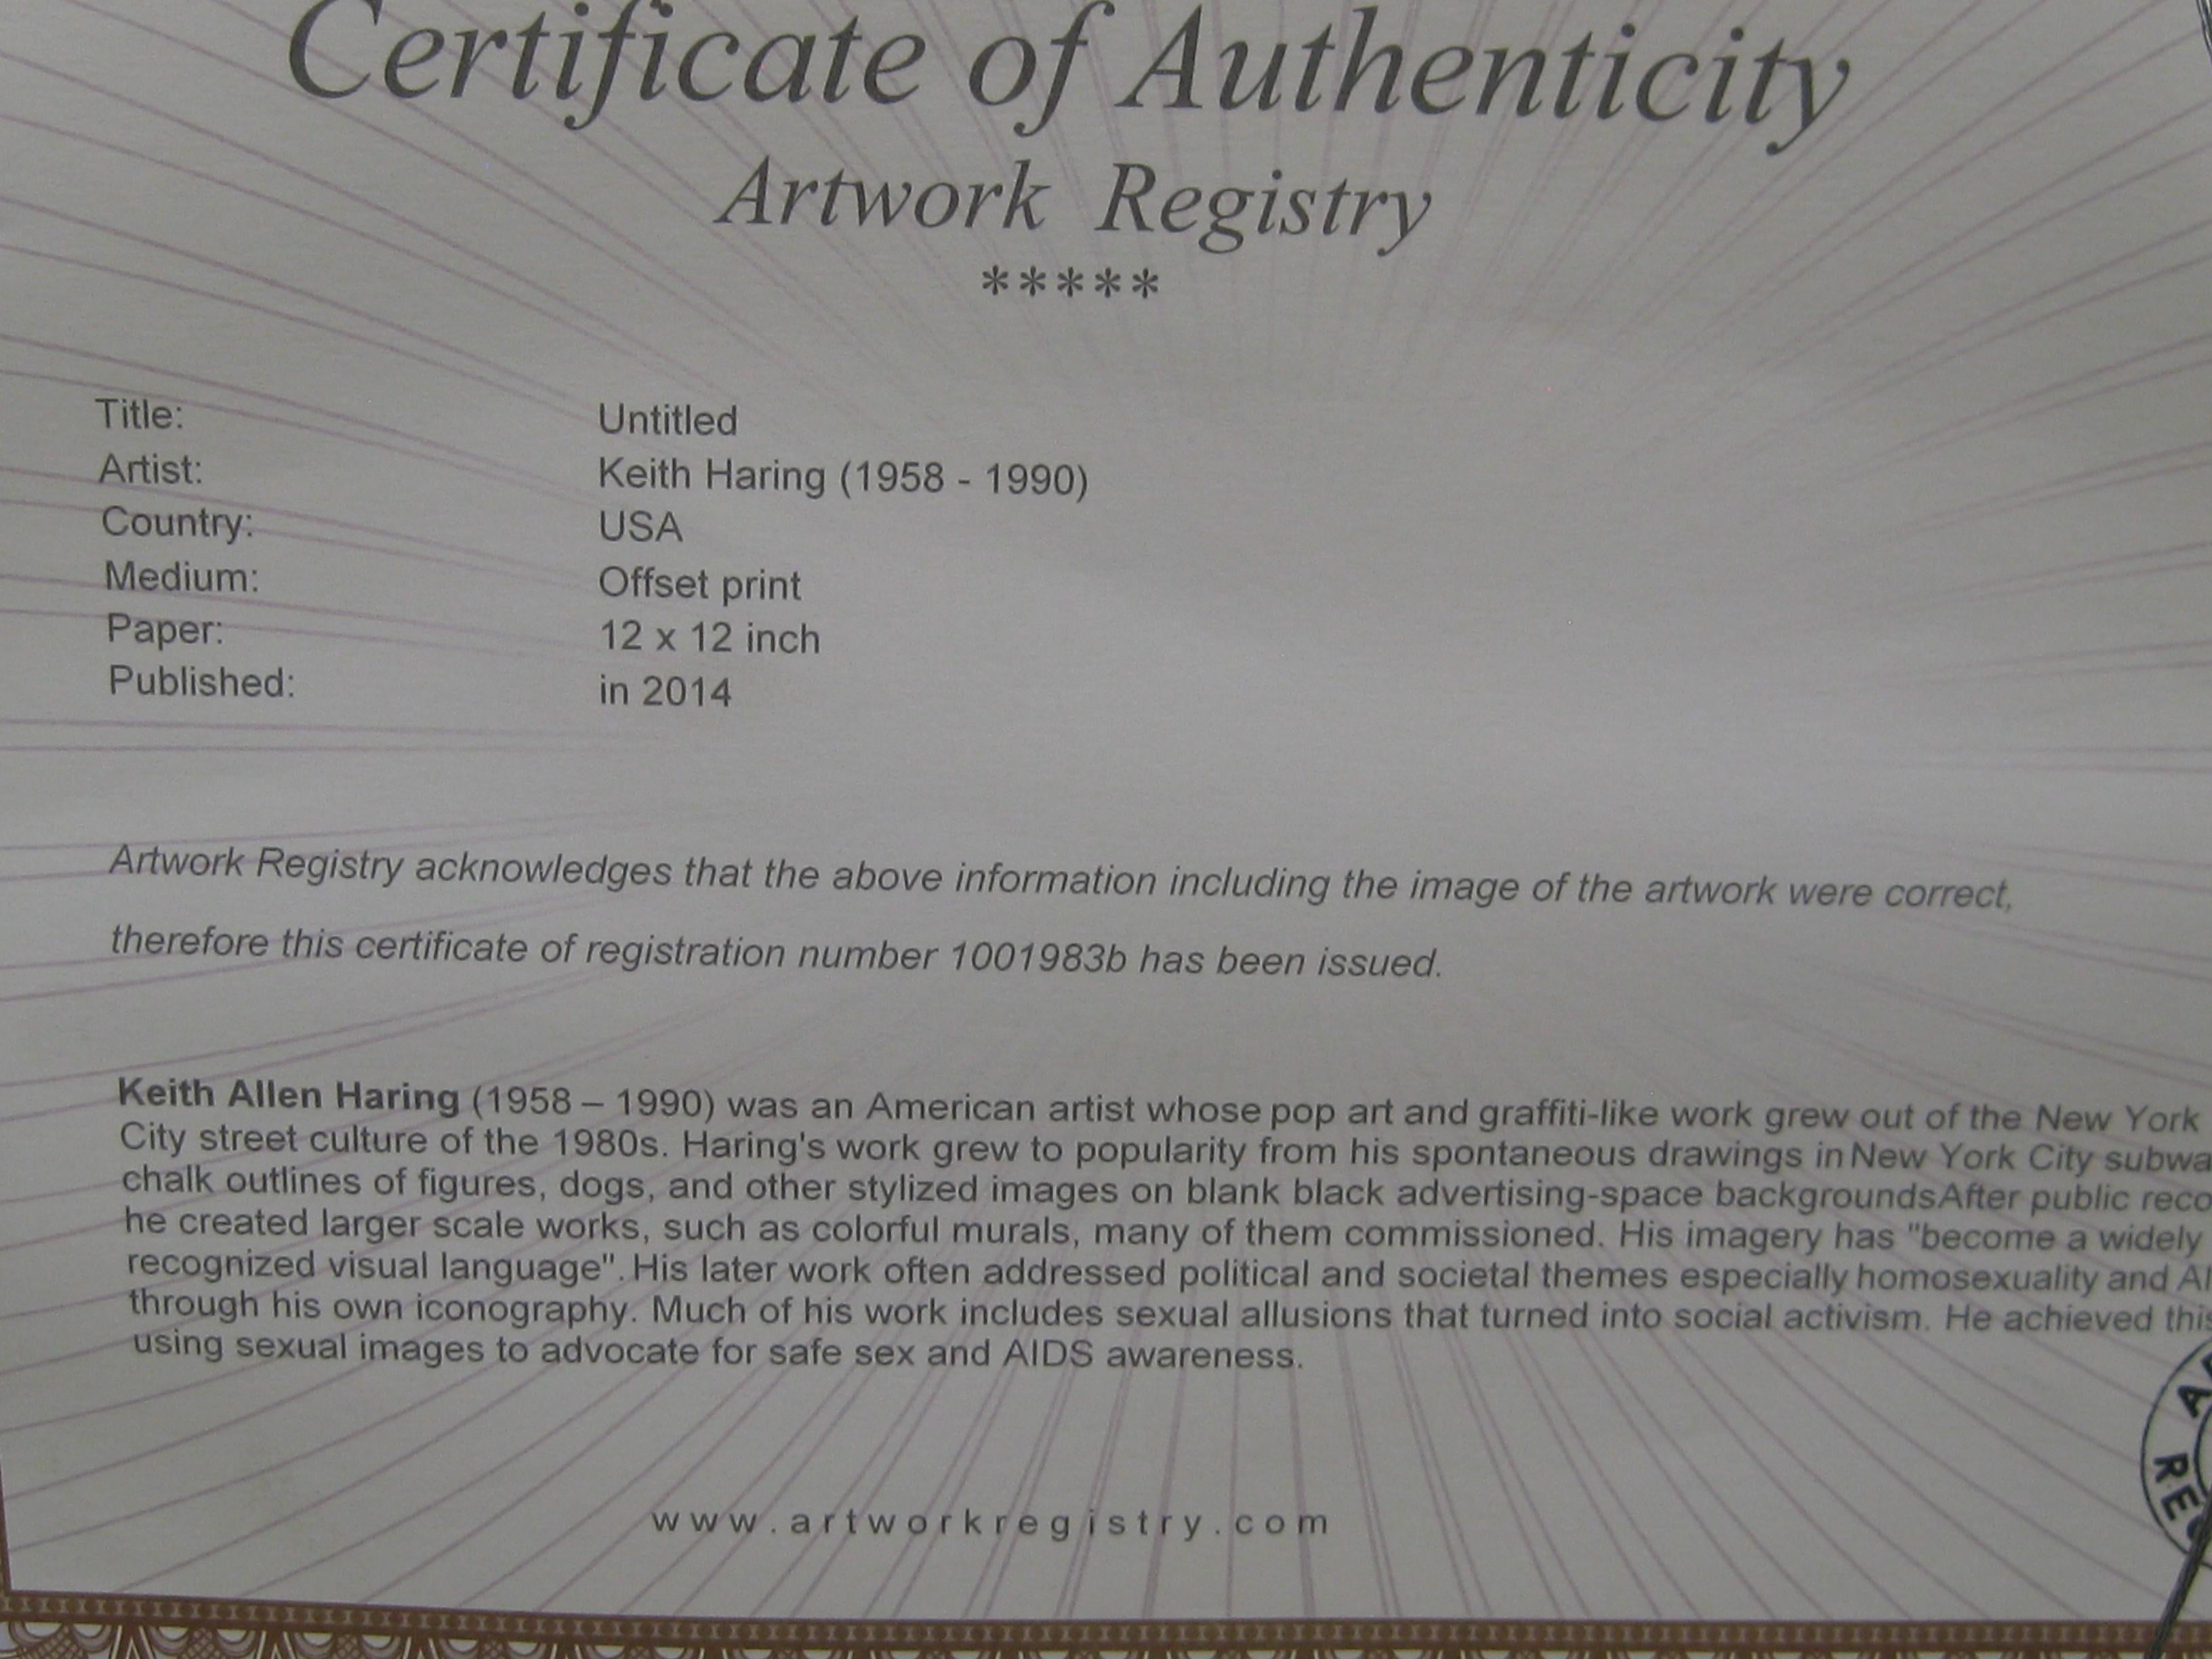 Certificate of Authenticity
Artwork Registry
*****
Title: Untitled
Artist: Keith Haring (1958 - 1990)
Country: USA
Medium: Offset print
Paper: 12 x 12 inch
Published: in 2014
Artwork Registry acknowledges that the above information including the image of the artwork were correct,
therefore this certificate of registration number 1001983b has been issued.
Keith Allen Haring (1958 – 1990) was an American artist whose pop art and graffiti-like work grew out of the New York
City street culture of the 1980s. Haring's work grew to popularity from his spontaneous drawings in New York City
chalk outlines of figures, dogs, and other stylized images on blank black advertising-space backgroundsAfter public
he created larger scale works, such as colorful murals, many of them commissioned. His imagery has "become a widely
recognized visual language". His later work often addressed political and societal themes especially homosexuality and
through his own iconography. Much of his work includes sexual allusions that turned into social activism. He achieved this
using sexual images to advocate for safe sex and AIDS awareness.
www.artworkregistry.com